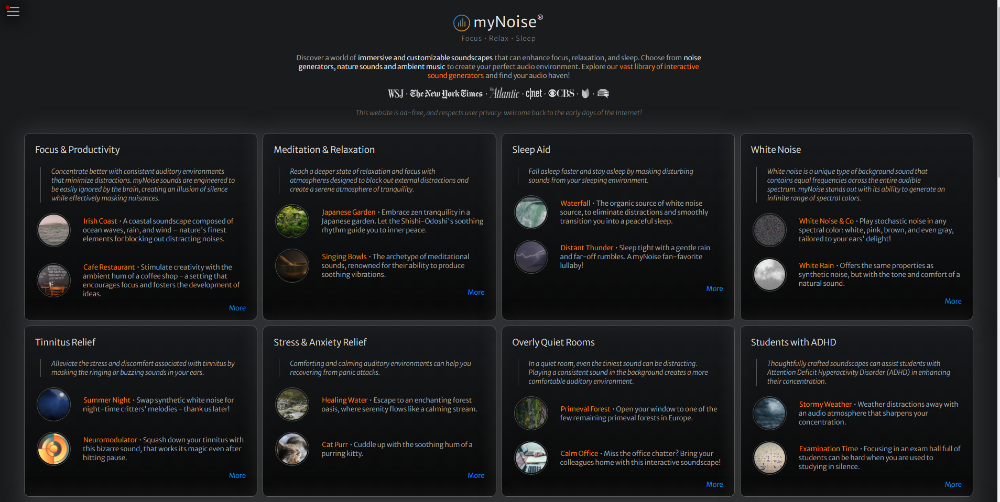 myNoise®
Focus · Relax · Sleep
Discover a world of immersive and customizable soundscapes that can enhance focus, relaxation, and sleep. Choose from noise
generators, nature sounds and ambient music to create your perfect audio environment. Explore our vast library of interactive
sound generators and find your audio haven!
WSJ · The New York Times · The Atlantic · c|net · CBS · ·
This website is ad-free, and respects user privacy: welcome back to the early days of the Internet!
Focus & Productivity
Concentrate better with consistent auditory environments
that minimize distractions. myNoise sounds are engineered to
be easily ignored by the brain, creating an illusion of silence
while effectively masking nuisances.
Irish Coast · A coastal soundscape composed of
ocean waves, rain, and wind – nature's finest
elements for blocking out distracting noises.
Cafe Restaurant · Stimulate creativity with the
ambient hum of a coffee shop - a setting that
encourages focus and fosters the development of
ideas.
More
Meditation & Relaxation
Reach a deeper state of relaxation and focus with
atmospheres designed to block out external distractions and
create a serene atmosphere of tranquility.
Japanese Garden · Embrace zen tranquility in a
Japanese garden. Let the Shishi-Odoshi's soothing
rhythm guide you to inner peace.
Singing Bowls · The archetype of meditational
sounds, renowned for their ability to produce
soothing vibrations.
More
Sleep Aid
Fall asleep faster and stay asleep by masking disturbing
sounds from your sleeping environment.
Waterfall · The organic source of white noise
source, to eliminate distractions and smoothly
transition you into a peaceful sleep.
Distant Thunder · Sleep tight with a gentle rain
and far-off rumbles. A myNoise fan-favorite
lullaby!
More
White Noise
White noise is a unique type of background sound that
contains equal frequencies across the entire audible
spectrum. myNoise stands out with its ability to generate an
infinite range of spectral colors.
White Noise & Co · Play stochastic noise in any
spectral color: white, pink, brown, and even gray,
tailored to your ears' delight!
White Rain · Offers the same properties as
synthetic noise, but with the tone and comfort of a
natural sound.
More
Tinnitus Relief
Alleviate the stress and discomfort associated with tinnitus by
masking the ringing or buzzing sounds in your ears.
Summer Night · Swap synthetic white noise for
night-time critters' melodies - thank us later!
Neuromodulator · Squash down your tinnitus with
this bizarre sound, that works its magic even after
hitting pause.
More
Stress & Anxiety Relief
Comforting and calming auditory environments can help you
recovering from panic attacks.
Healing Water · Escape to an enchanting forest
oasis, where serenity flows like a calming stream.
Cat Purr · Cuddle up with the soothing hum of a
purring kitty.
More
Overly Quiet Rooms
In a quiet room, even the tiniest sound can be distracting.
Playing a consistent sound in the background creates a more
comfortable auditory environment.
Primeval Forest · Open your window to one of the
few remaining primeval forests in Europe.
Calm Office · Miss the office chatter? Bring your
colleagues home with this interactive soundscape!
More
Students with ADHD
Thoughtfully crafted soundscapes can assist students with
Attention Deficit Hyperactivity Disorder (ADHD) in enhancing
their concentration.
Stormy Weather · Weather distractions away with
an audio atmosphere that sharpens your
concentration.
Examination Time · Focusing in an exam hall full of
students can be hard when you are used to
studying in silence.
More